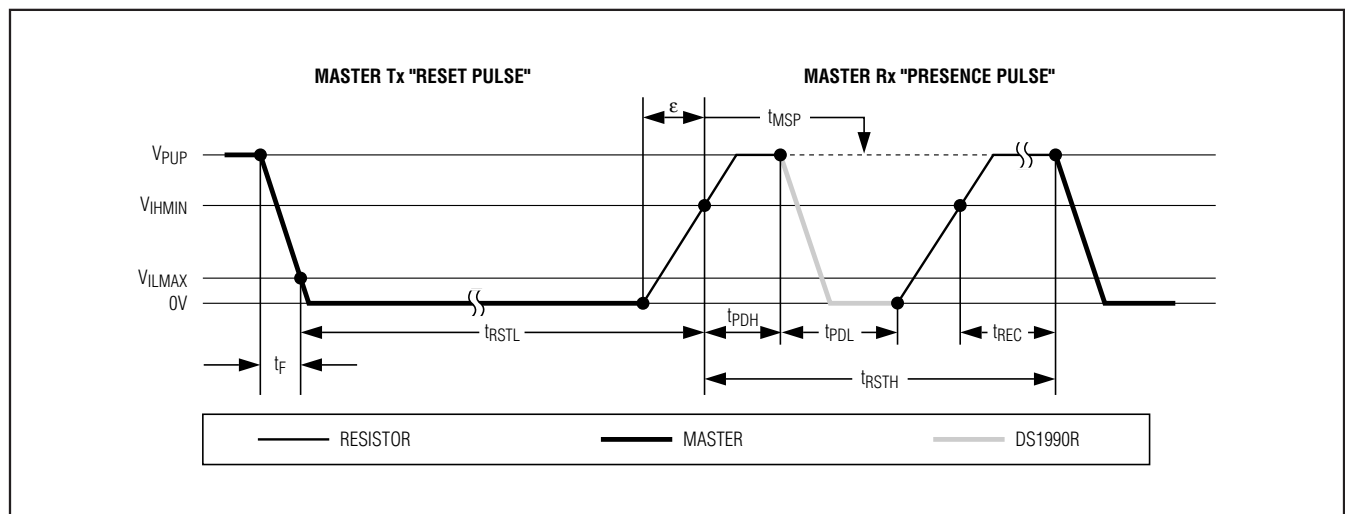 MASTER Tx "RESET PULSE" MASTER Rx "PRESENCE PULSE"
ε
tMSP
VPUP
VIHMIN
VILMAX
0V
tRSTL
tPDH
tPDL
tREC
tF
tRSTH
RESISTOR MASTER DS1990R